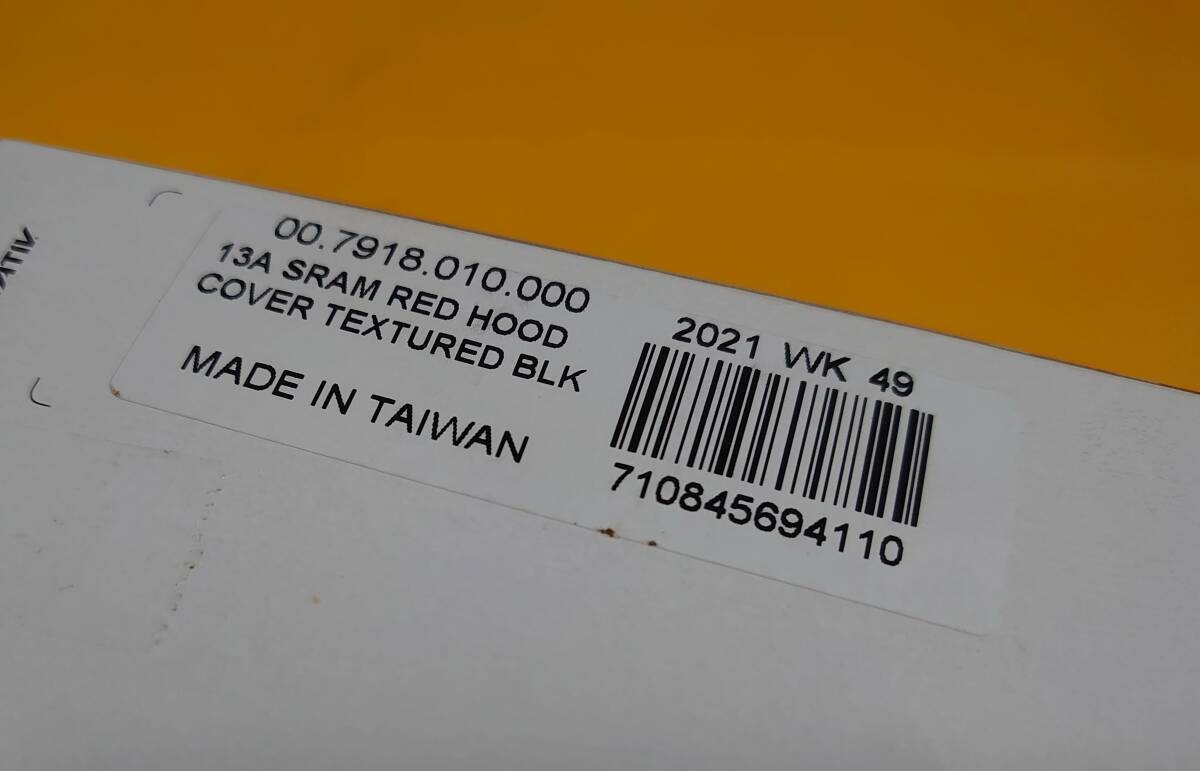 00.7918.010.000
13A SRAM RED HOOD
COVER TEXTURED BLK
MADE IN TAIWAN
2021 WK 49
710845694110